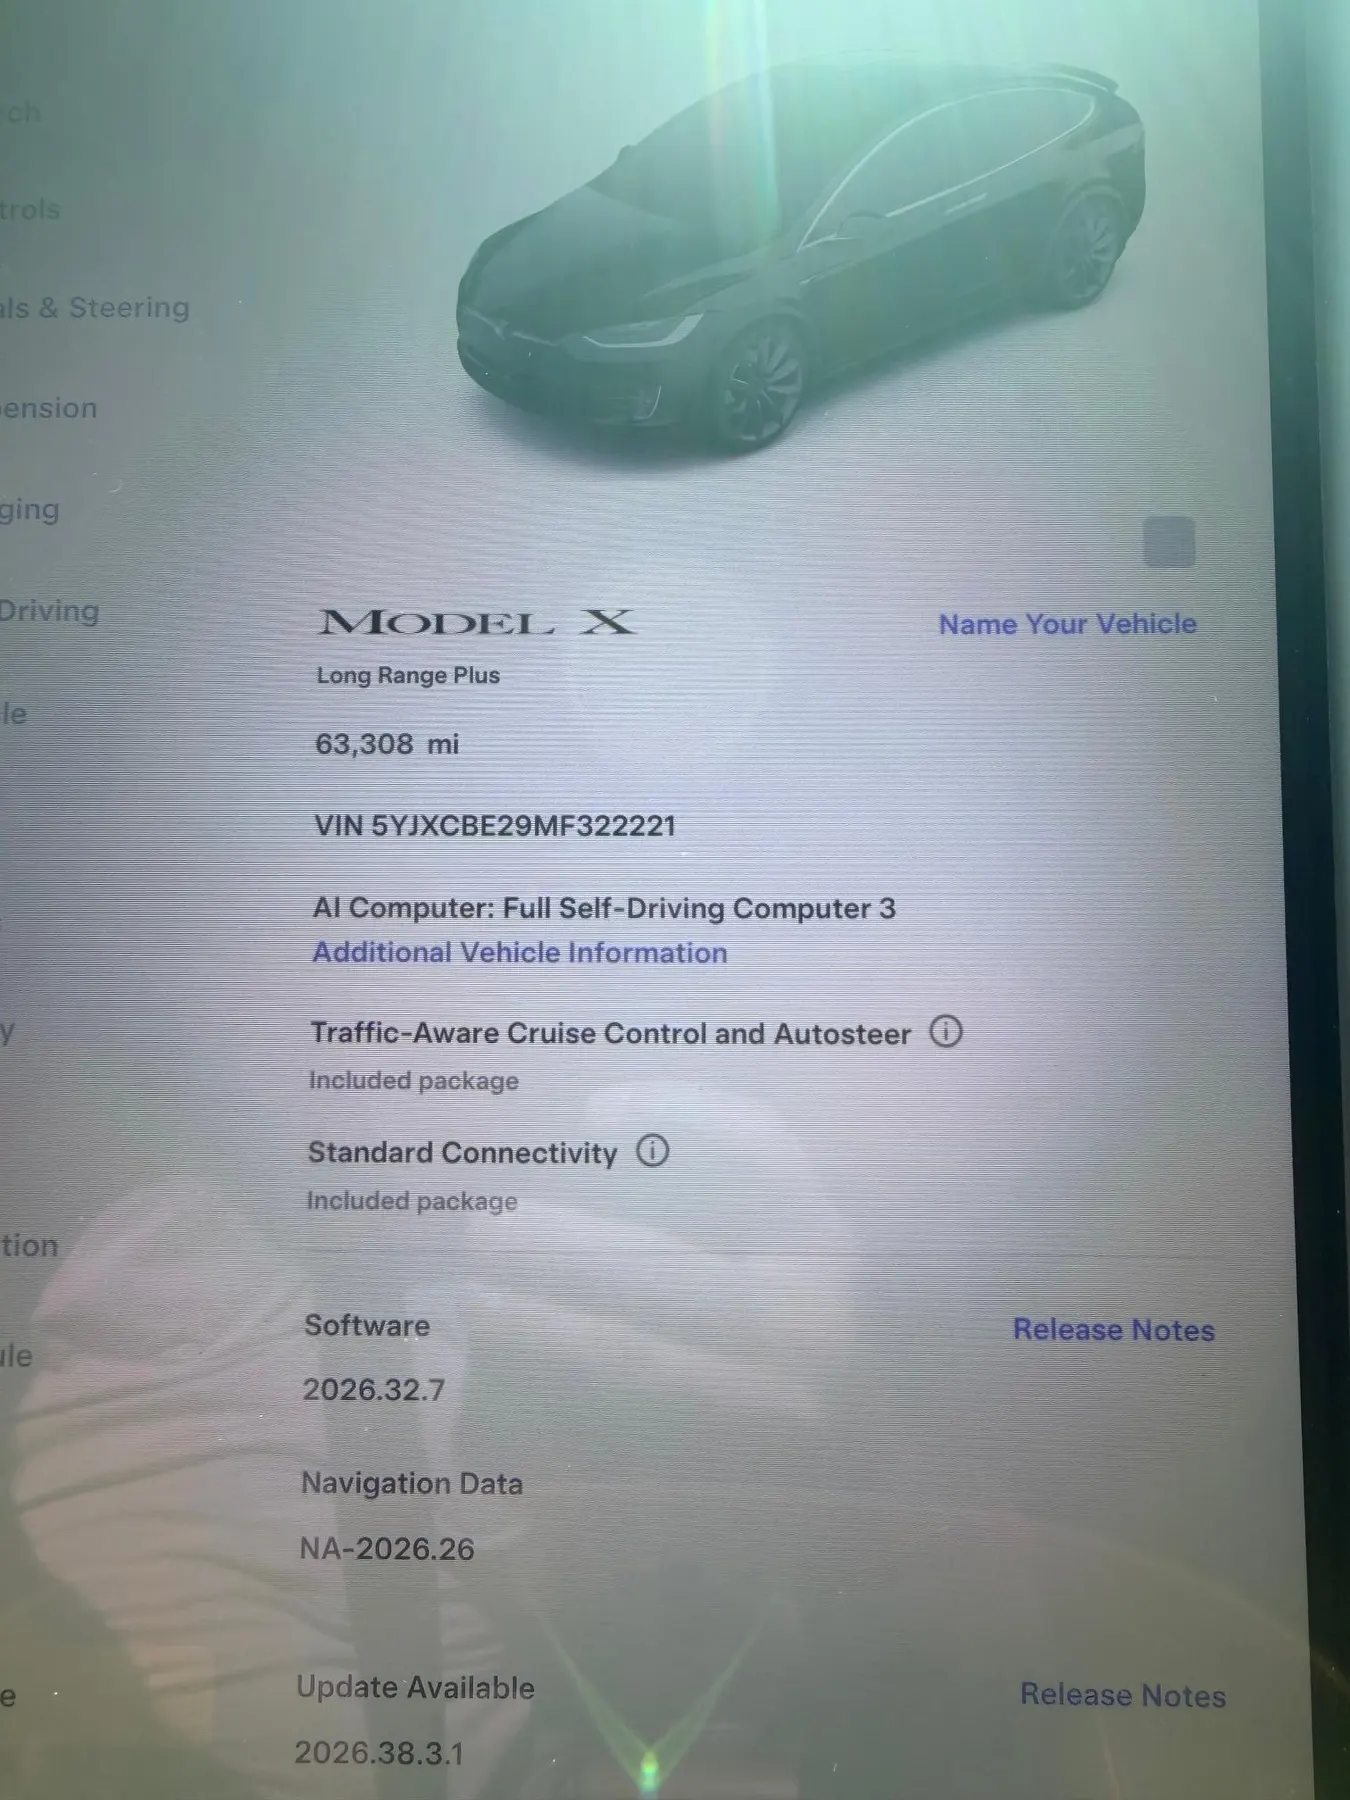 rch
trols
als & Steering
pension
ging
Driving
le
MODEL X
Name Your Vehicle
Long Range Plus
63,308 mi
VIN 5YJXCBE29MF322221
AI Computer: Full Self-Driving Computer 3
Additional Vehicle Information
Traffic-Aware Cruise Control and Autosteer
Included package
y
Standard Connectivity
Included package
tion
Software
Release Notes
ule
2026.32.7
Navigation Data
NA-2026.26
Update Available
Release Notes
e
2026.38.3.1